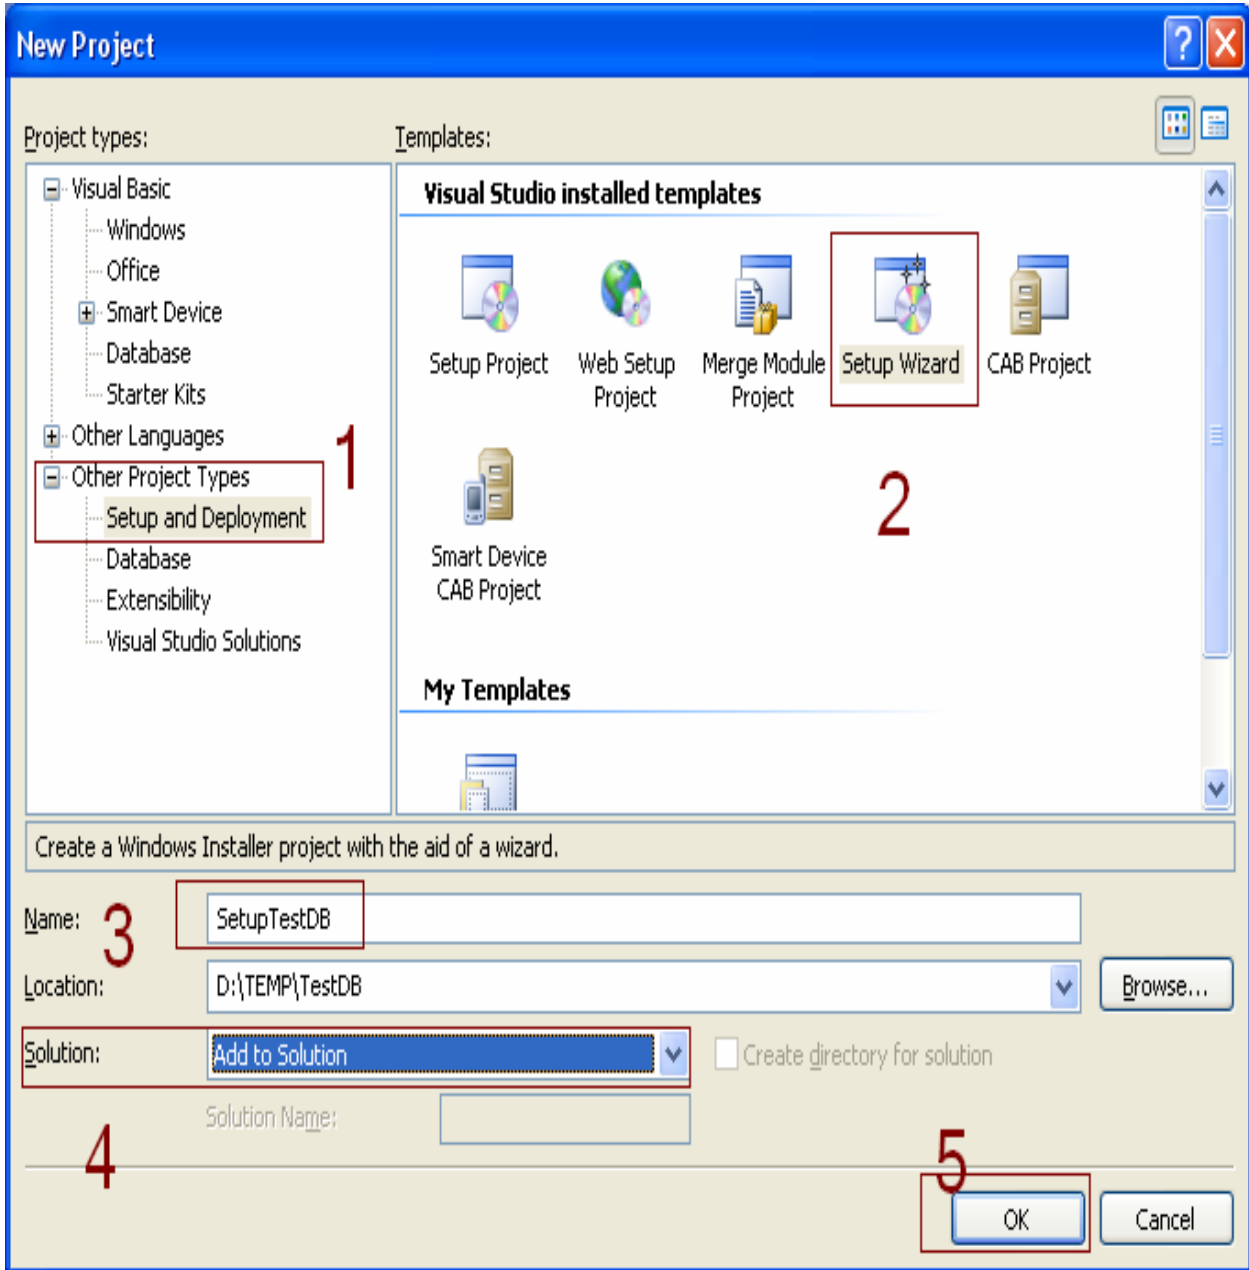 New Project
Project types:
Templates:
Visual Basic
Windows
Office
Smart Device
Database
Starter Kits
Other Languages
1
Other Project Types
Setup and Deployment
Database
Extensibility
Visual Studio Solutions
Visual Studio installed templates
Setup Project
Web Setup
Project
Merge Module
Project
Setup Wizard
CAB Project
2
Smart Device
CAB Project
My Templates
Create a Windows Installer project with the aid of a wizard.
Name:
3
SetupTestDB
Location:
D:\TEMP\TestDB
Browse...
Solution:
Add to Solution
Create directory for solution
Solution Name:
4
5
OK
Cancel